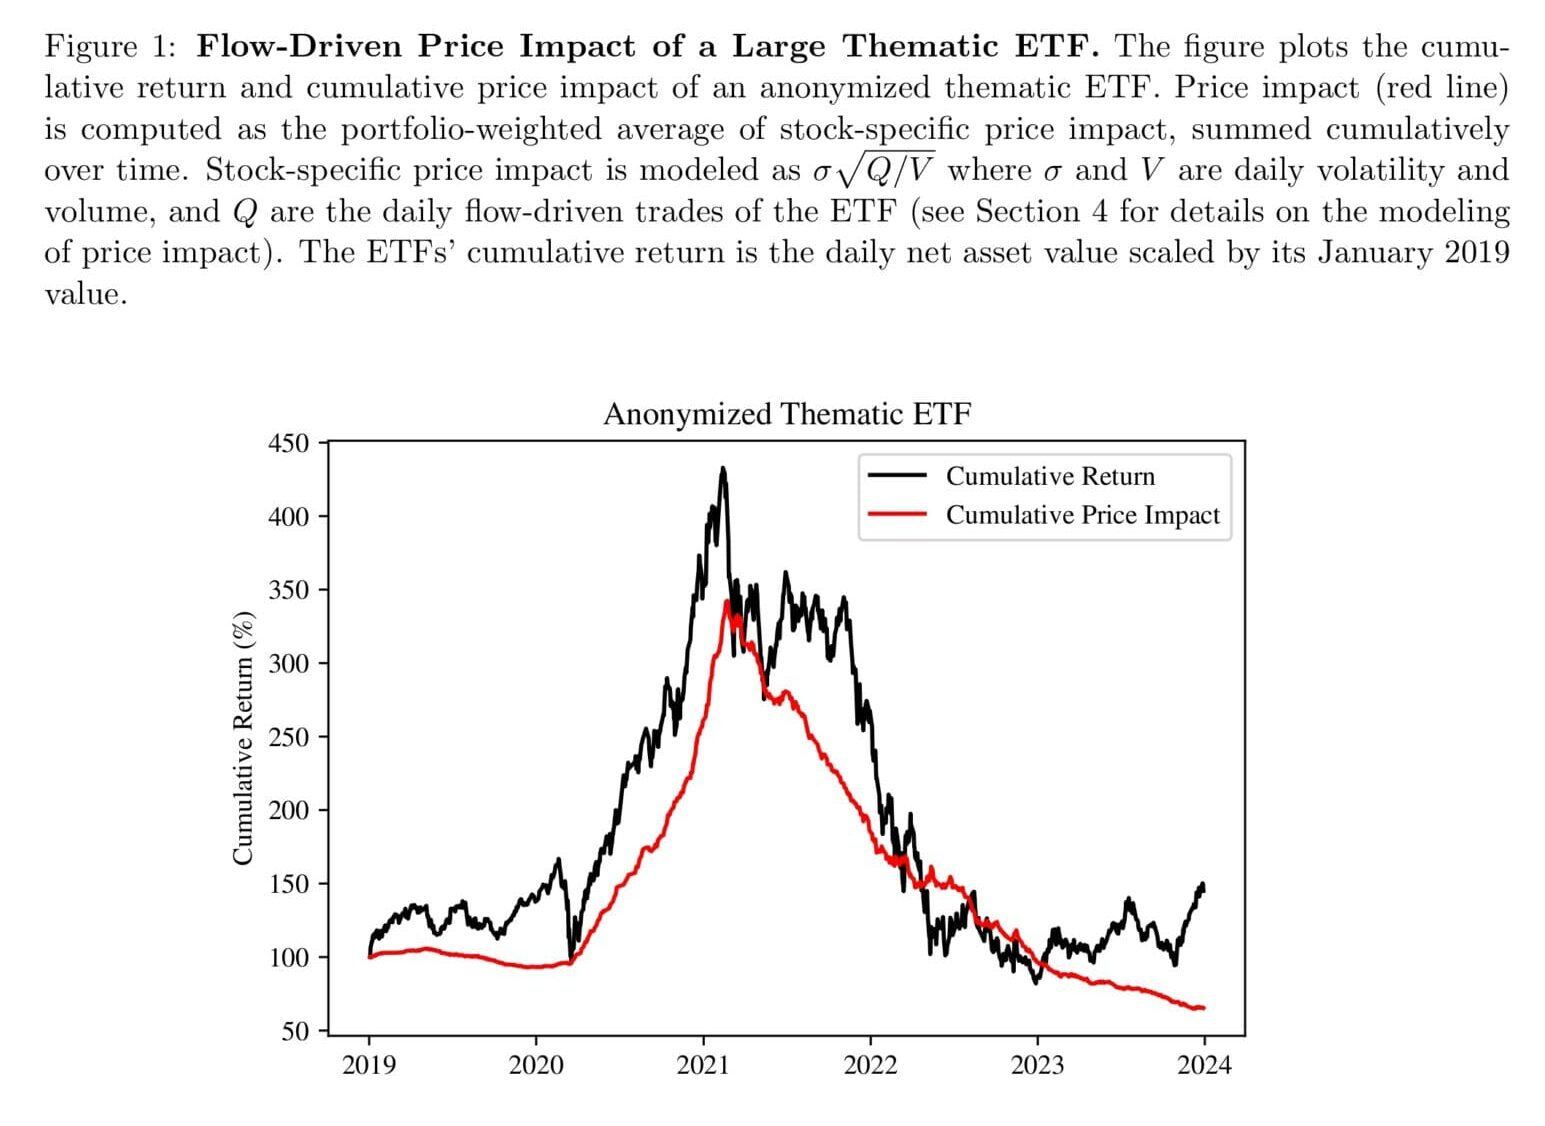 Figure 1: Flow-Driven Price Impact of a Large Thematic ETF. The figure plots the cumu-
lative return and cumulative price impact of an anonymized thematic ETF. Price impact (red line)
is computed as the portfolio-weighted average of stock-specific price impact, summed cumulatively
over time. Stock-specific price impact is modeled as σ√Q/V where σ and V are daily volatility and
volume, and Q are the daily flow-driven trades of the ETF (see Section 4 for details on the modeling
of price impact). The ETFs' cumulative return is the daily net asset value scaled by its January 2019
value.
Anonymized Thematic ETF
Cumulative Return
Cumulative Price Impact
Cumulative Return (%)
450
400
350
300
250
200
150
100
50
2019 2020 2021 2022 2023 2024